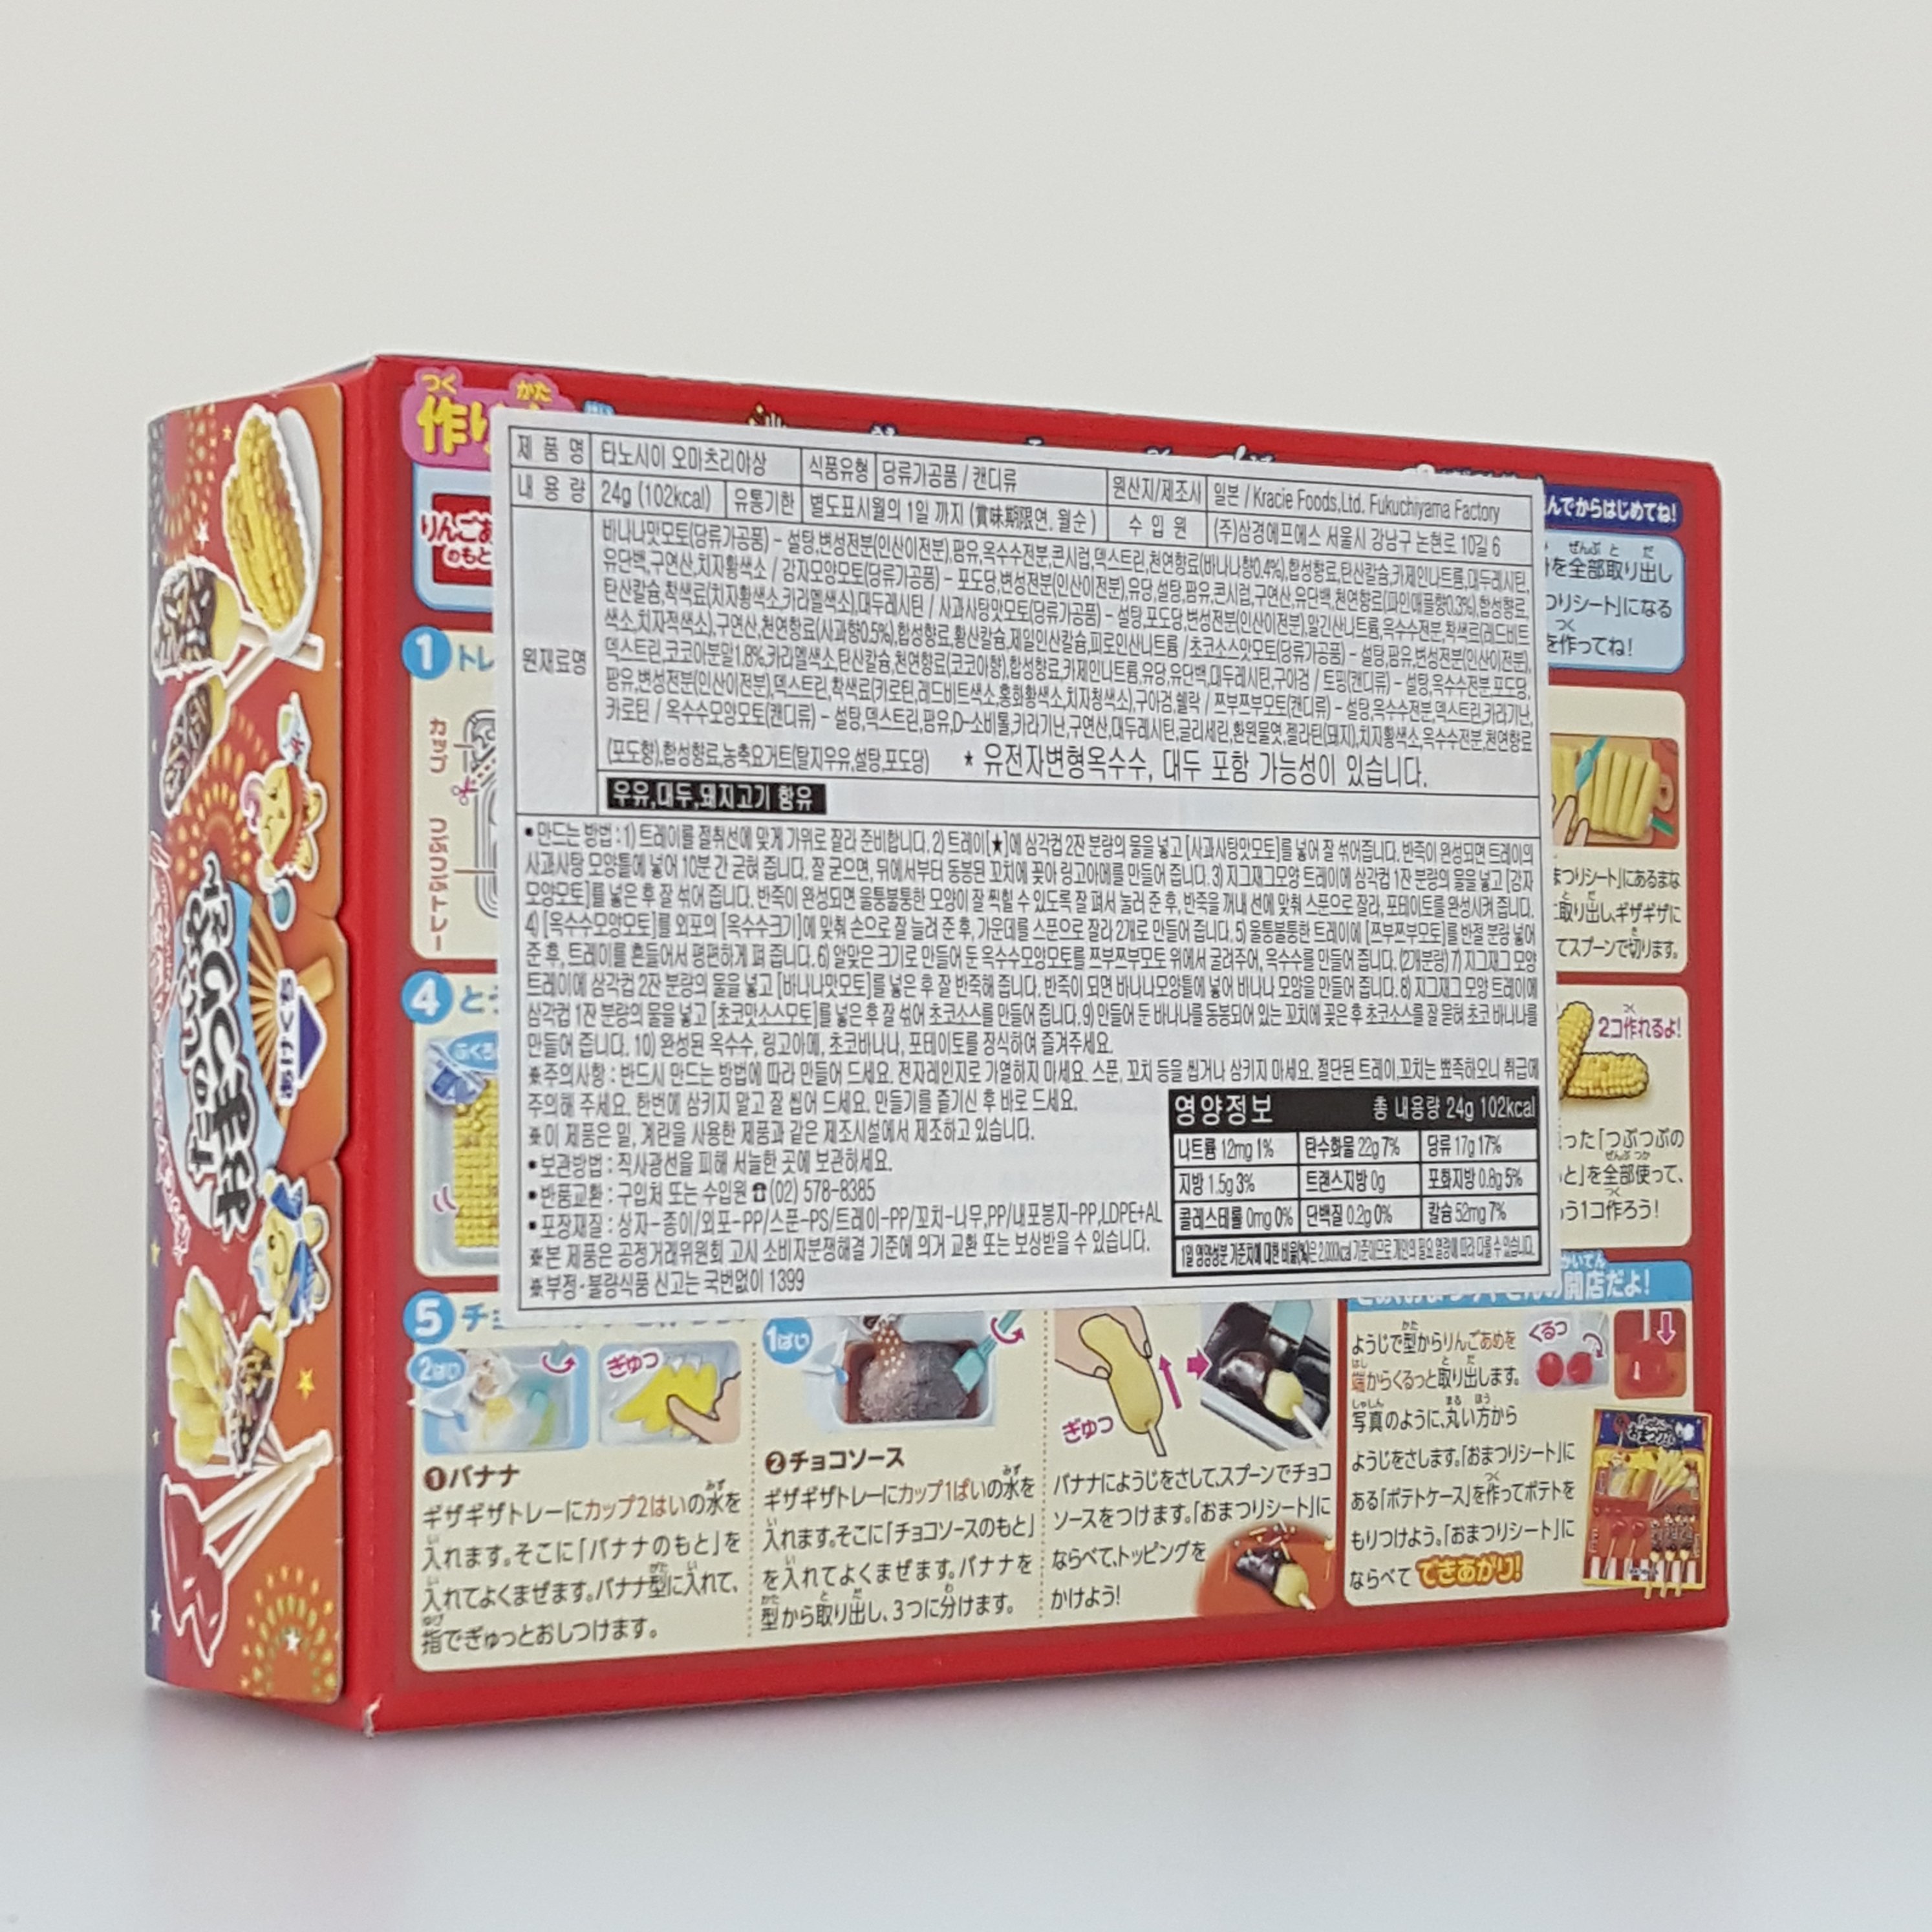 つく かた
作り
んでからはじめてね!
제 품 명 타노시이 오마츠리야상 식품유형 당류가공품 / 캔디류 원산지/제조사 일본 / Kracie Foods,Ltd. Fukuchiyama Factory
내 용 량 24g (102kcal) 유통기한 별도표시월의 1일 까지 (賞味期限연. 월순) 수 입 원 (주)삼경에프에스 서울시 강남구 논현로 10길 6
원재료명
바나나맛모토(당류가공품) - 설탕,변성전분(인산이전분),팜유,옥수수전분,콘시럽,덱스트린,천연향료(바나나향0.4%),합성향료,탄산칼슘,카제인나트륨,대두레시틴,
유단백,구연산,치자황색소 / 감자모양모토(당류가공품) - 포도당,변성전분(인산이전분),유당,설탕,팜유,콘시럽,구연산,유단백,천연향료(파인애플향0.3%),합성향료,
탄산칼슘,착색료(치자황색소,카라멜색소),대두레시틴 / 사과사탕맛모토(당류가공품) - 설탕,포도당,변성전분(인산이전분),알긴산나트륨,옥수수전분,착색료(레드비트
색소,치자적색소),구연산,천연향료(사과향0.5%),합성향료,황산칼슘,제일인산칼슘,피로인산나트륨 /초코소스맛모토(당류가공품) - 설탕,팜유,변성전분(인산이전분),
덱스트린,코코아분말1.8%,카라멜색소,탄산칼슘,천연향료(코코아향),합성향료,카제인나트륨,유당,유단백,대두레시틴,구아검 / 토핑(캔디류) - 설탕,옥수수전분,포도당,
팜유,변성전분(인산이전분),덱스트린,착색료(카로틴,레드비트색소,홍화황색소,치자청색소),구아검,쉘락 / 쯔부쯔부모토(캔디류) - 설탕,옥수수전분,덱스트린,카라기난,
카로틴 / 옥수수모양모토(캔디류) - 설탕,덱스트린,팜유,D-소비톨,카라기난,구연산,대두레시틴,글리세린,환원물엿,젤라틴(돼지),치자황색소,옥수수전분,천연향료
(포도향),합성향료,농축요거트(탈지우유,설탕,포도당) * 유전자변형옥수수, 대두 포함 가능성이 있습니다.
우유,대두,돼지고기 함유
•만드는 방법 : 1) 트레이를 절취선에 맞게 가위로 잘라 준비합니다. 2) 트레이[★]에 삼각컵 2잔 분량의 물을 넣고 [사과사탕맛모토]를 넣어 잘 섞어줍니다. 반죽이 완성되면 트레이의
사과사탕 모양틀에 넣어 10분 간 굳혀 줍니다. 잘 굳으면, 뒤에서부터 동봉된 꼬치에 꽂아 링고아메를 만들어 줍니다. 3) 지그재그모양 트레이에 삼각컵 1잔 분량의 물을 넣고 [감자
모양모토]를 넣은 후 잘 섞어 줍니다. 반죽이 완성되면 울퉁불퉁한 모양이 잘 찍힐 수 있도록 잘 펴서 눌러 준 후, 반죽을 꺼내 선에 맞춰 스푼으로 잘라, 포테이토를 완성시켜 줍니다.
4) [옥수수모양모토]를 외포의 [옥수수크기]에 맞춰 손으로 잘 늘려 준 후, 가운데를 스푼으로 잘라 2개로 만들어 줍니다. 5) 울퉁불퉁한 트레이에 [쯔부쯔부모토]를 반절 분량 넣어
준 후, 트레이를 흔들어서 평편하게 펴 줍니다. 6) 알맞은 크기로 만들어 둔 옥수수모양모토를 쯔부쯔부모토 위에서 굴려주어, 옥수수를 만들어 줍니다. (2개분량) 7) 지그재그 모양
트레이에 삼각컵 2잔 분량의 물을 넣고 [바나나맛모토]를 넣은 후 잘 반죽해 줍니다. 반죽이 되면 바나나모양틀에 넣어 바나나 모양을 만들어 줍니다. 8) 지그재그 모양 트레이에
삼각컵 1잔 분량의 물을 넣고 [초코맛소스모토]를 넣은 후 잘 섞어 초코소스를 만들어 줍니다. 9) 만들어 둔 바나나를 동봉되어 있는 꼬치에 꽂은 후 초코소스를 잘 묻혀 초코 바나나를
만들어 줍니다. 10) 완성된 옥수수, 링고아메, 초코바나나, 포테이토를 장식하여 즐겨주세요.
※주의사항 : 반드시 만드는 방법에 따라 만들어 드세요. 전자레인지로 가열하지 마세요. 스푼, 꼬치 등을 씹거나 삼키지 마세요. 절단된 트레이,꼬치는 뾰족하오니 취급에
주의해 주세요. 한번에 삼키지 말고 잘 씹어 드세요. 만들기를 즐기신 후 바로 드세요.
※이 제품은 밀, 계란을 사용한 제품과 같은 제조시설에서 제조하고 있습니다.
•보관방법 : 직사광선을 피해 서늘한 곳에 보관하세요.
•반품교환 : 구입처 또는 수입원 ☎(02) 578-8385
•포장재질 : 상자-종이/외포-PP/스푼-PS/트레이-PP/꼬치-나무,PP/내포봉지-PP,LDPE+AL
※본 제품은 공정거래위원회 고시 소비자분쟁해결 기준에 의거 교환 또는 보상받을 수 있습니다.
※부정·불량식품 신고는 국번없이 1399
영양정보 총 내용량 24g 102kcal
나트륨 12mg 1% 탄수화물 22g 7% 당류 17g 17%
지방 1.5g 3% 트랜스지방 0g 포화지방 0.8g 5%
콜레스테롤 0mg 0% 단백질 0.2g 0% 칼슘 52mg 7%
1일 영양성분 기준치에 대한 비율(%)은 2,000kcal 기준이므로 개인의 필요 열량에 따라 다를 수 있습니다.
りんごあ
のもと
ぜんぶ と だ
を全部取り出し
つりシート」になる
つく
を作ってね!
1 トレ
カップ
つぶつぶトレー
まつりシート」にあるまな
取り出し、ギザギザに
てスプーンで切ります。
4 と
ふくろ
つく
2コ作れるよ!
った「つぶつぶの
ぜんぶ つか
と」を全部使って、
つく
う1コ作ろう!
5 チョ
2はい
ぎゅっ
❶バナナ
みず
ギザギザトレーにカップ2はいの水を
い
入れます。そこに「バナナのもと」を
い がた い
入れてよくまぜます。バナナ型に入れて、
ゆび
指でぎゅっとおしつけます。
1ぱい
❷チョコソース
みず
ギザギザトレーにカップ1ぱいの水を
い
入れます。そこに「チョコソースのもと」
い
を入れてよくまぜます。バナナを
かた と だ わ
型から取り出し、3つに分けます。
ぎゅっ
バナナにようじをさして、スプーンでチョコ
ソースをつけます。「おまつりシート」に
ならべて、トッピングを
かけよう!
かいてん
開店だよ!
くるっ
かた
ようじで型からりんごあめを
はし と だ
端からくるっと取り出します。
しゃしん まる ほう
写真のように、丸い方から
ようじをさします。「おまつりシート」に
つく
ある「ポテトケース」を作ってポテトを
もりつけよう。「おまつりシート」に
ならべて できあがり!
あけくち